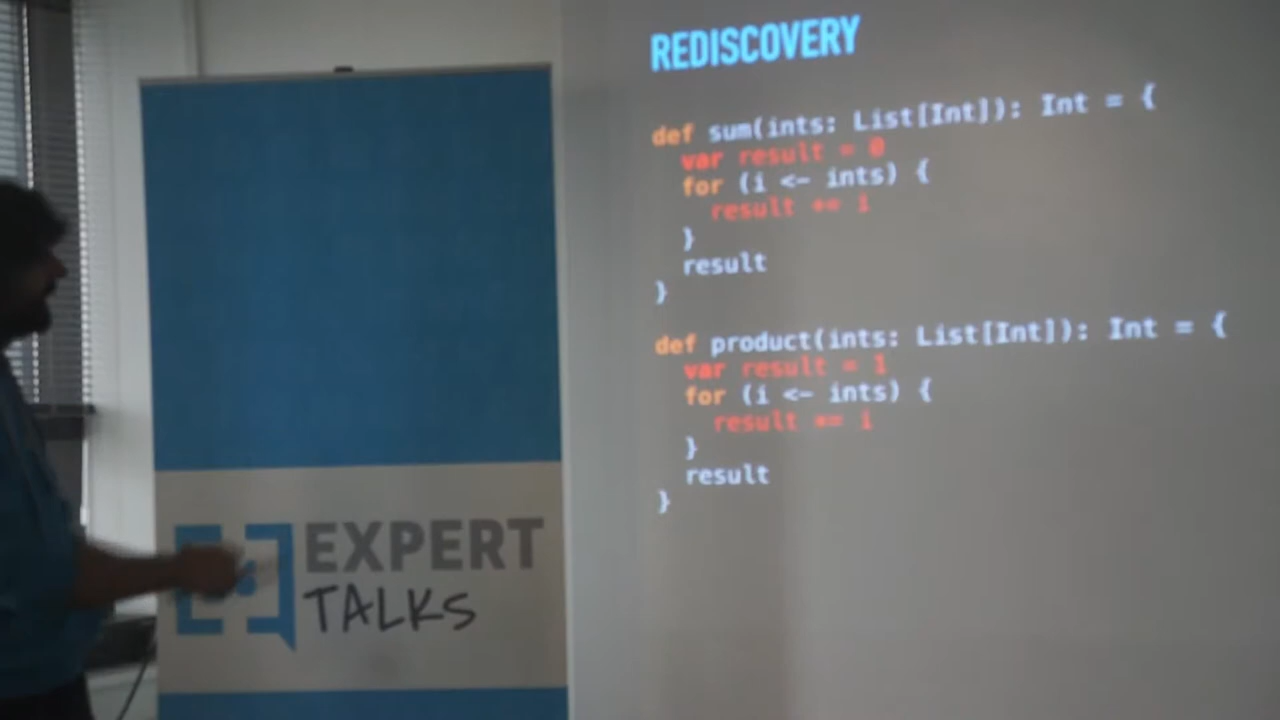 REDISCOVERY
def sum(ints: List[Int]): Int = {
  var result = 0
  for (i <- ints) {
    result += i
  }
  result
}
def product(ints: List[Int]): Int = {
  var result = 1
  for (i <- ints) {
    result *= i
  }
  result
}
EXPERT
TALKS